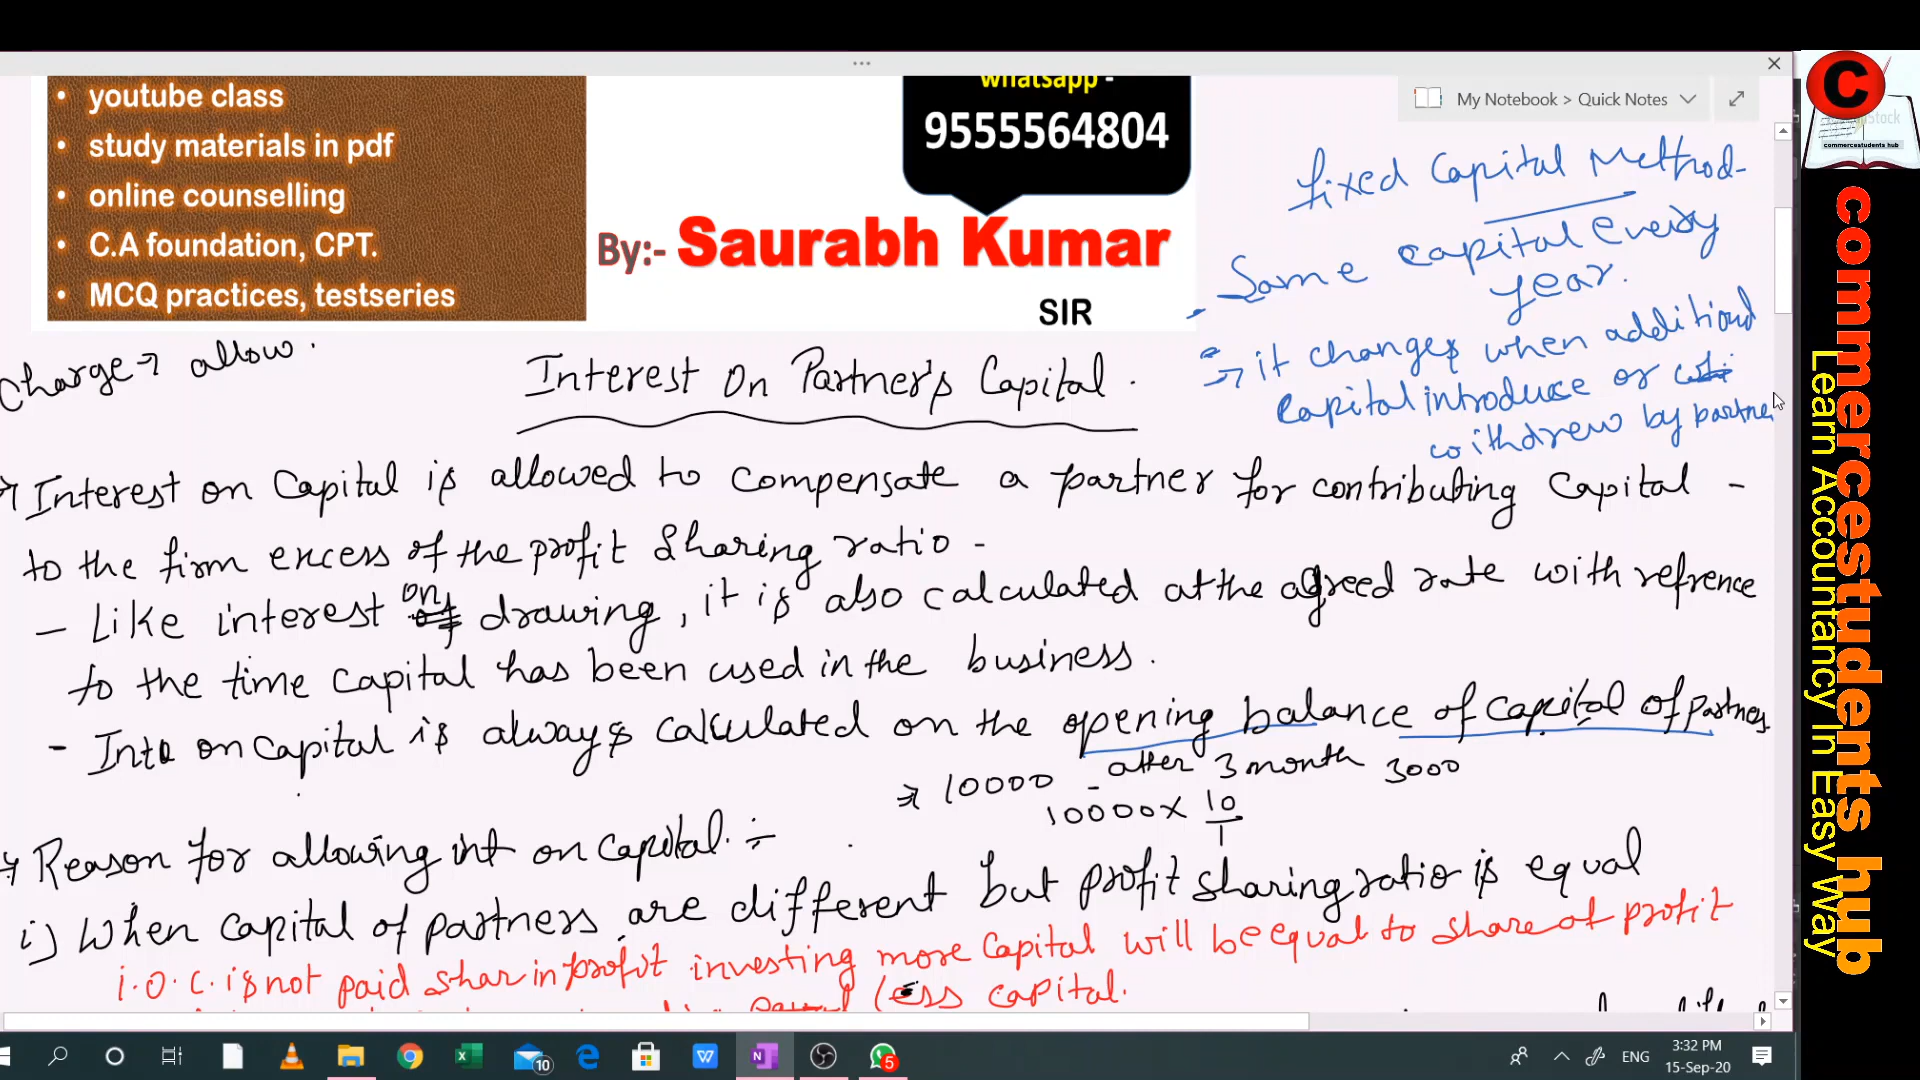 whatsapp -
9555564804
• youtube class
• study materials in pdf
• online counselling
• C.A foundation, CPT.
• MCQ practices, testseries
By:- Saurabh Kumar
SIR
My Notebook > Quick Notes
fixed Capital Method-
Same capital Every
year.
→ it changes when additional
Capital introduce or
withdrew by partner
Charge → allow.
Interest On Partner's Capital.
→ Interest on Capital is allowed to compensate a partner for contributing Capital -
to the firm excess of the profit Sharing ratio -
on
- Like interest drawing, it is also calculated at the agreed rate with refrence
to the time Capital has been used in the business.
- Int on Capital is always calculated on the opening balance of capital of partners
→ 10000 - after 3 month 3000
10000 × 10
1
→ Reason for allowing int on capital :-
i) When capital of partners are different but profit sharing ratio is equal
i.o.c. is not paid shar in profit investing more capital will be equal to share of profit
less capital.
C
commercestudents hub
commercestudents hub
Learn Accountancy In Easy Way
10
5
ENG
3:32 PM
15-Sep-20